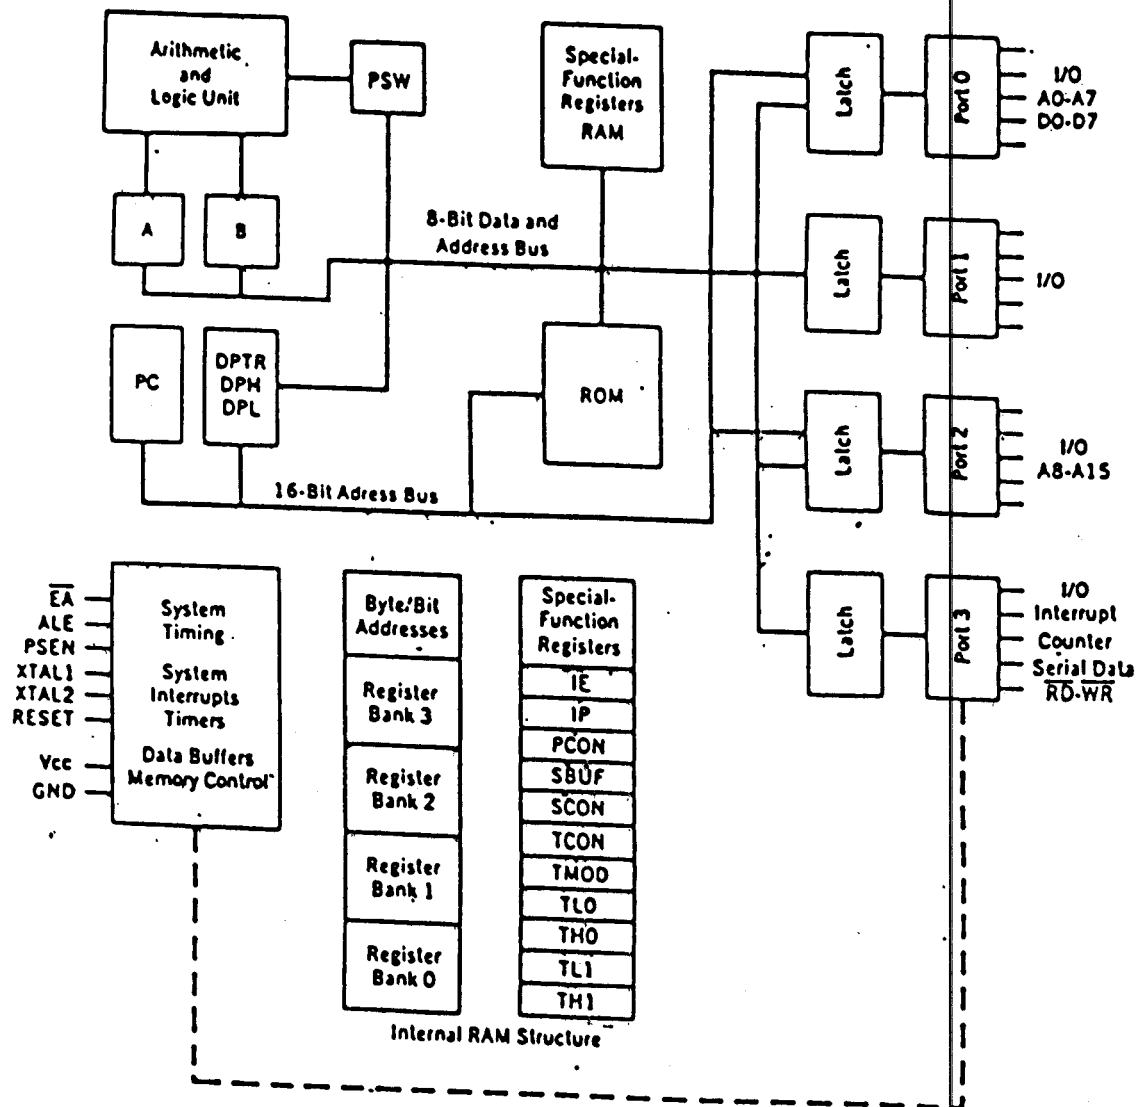 Arithmetic
and
Logic Unit
PSW
A
B
Special-
Function
Registers
RAM
8-Bit Data and
Address Bus
PC
DPTR
DPH
DPL
ROM
16-Bit Adress Bus
Latch
Port 0
I/O
A0-A7
D0-D7
Latch
Port 1
I/O
Latch
Port 2
I/O
A8-A15
Latch
Port 3
I/O
Interrupt
Counter
Serial Data
R̅D̅-W̅R̅
E̅A̅
ALE
PSEN
XTAL1
XTAL2
RESET
Vcc
GND
System
Timing
System
Interrupts
Timers
Data Buffers
Memory Control
Byte/Bit
Addresses
Register
Bank 3
Register
Bank 2
Register
Bank 1
Register
Bank 0
Special-
Function
Registers
IE
IP
PCON
SBUF
SCON
TCON
TMOD
TL0
TH0
TL1
TH1
Internal RAM Structure